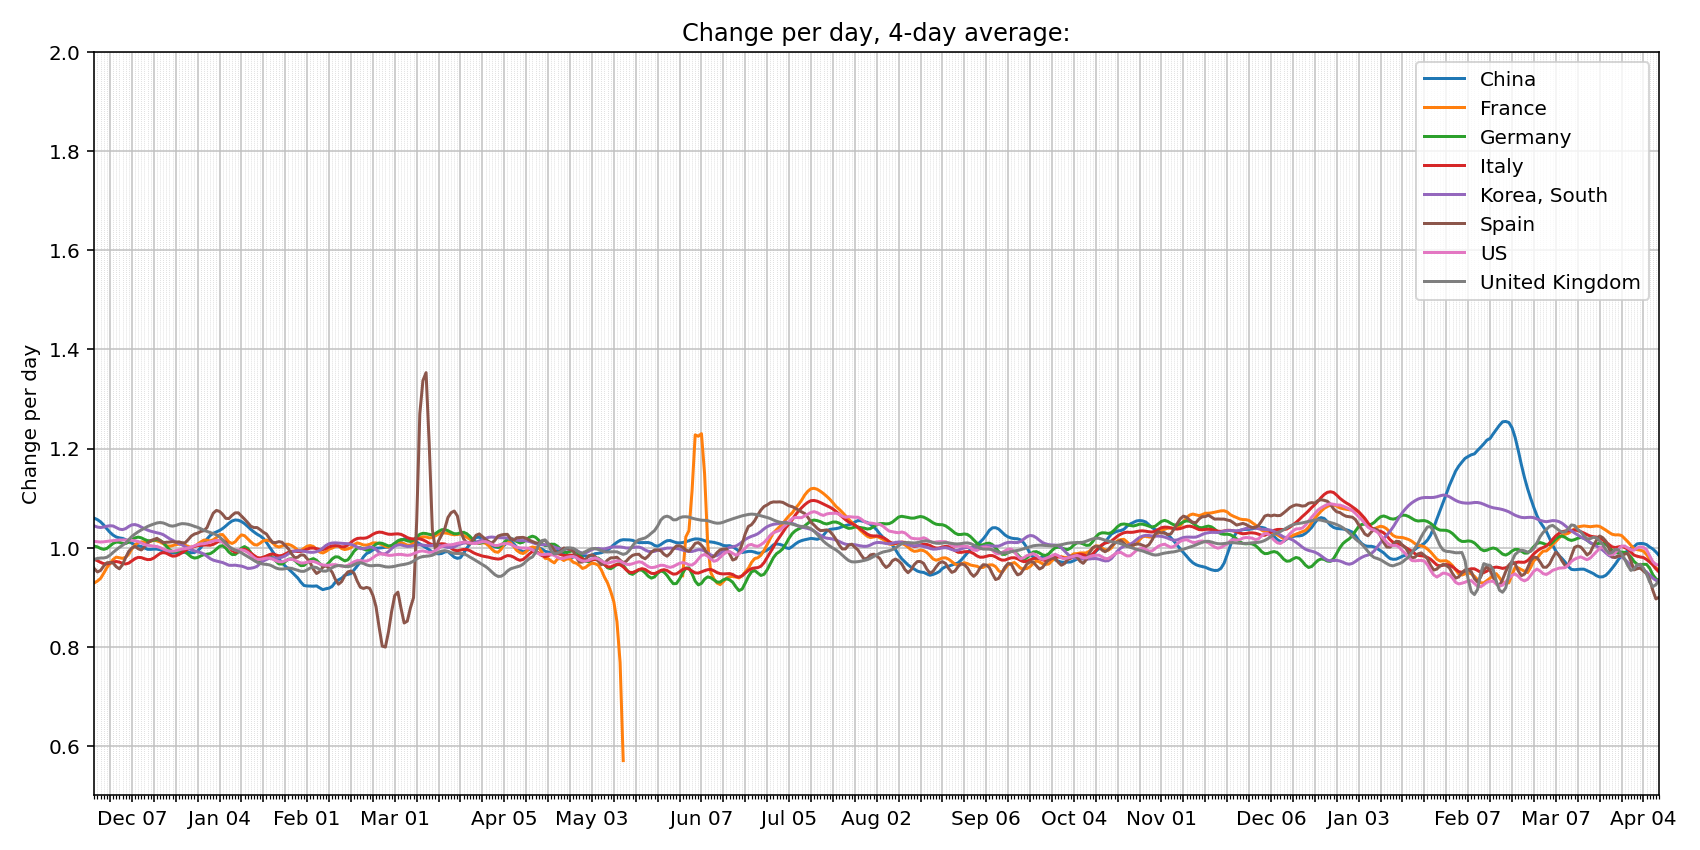 Change per day, 4-day average:
2.0
1.8
1.6
1.4
1.2
1.0
0.8
0.6
Change per day
China
France
Germany
Italy
Korea, South
Spain
US
United Kingdom
Dec 07 Jan 04 Feb 01 Mar 01 Apr 05 May 03 Jun 07 Jul 05 Aug 02 Sep 06 Oct 04 Nov 01 Dec 06 Jan 03 Feb 07 Mar 07 Apr 04